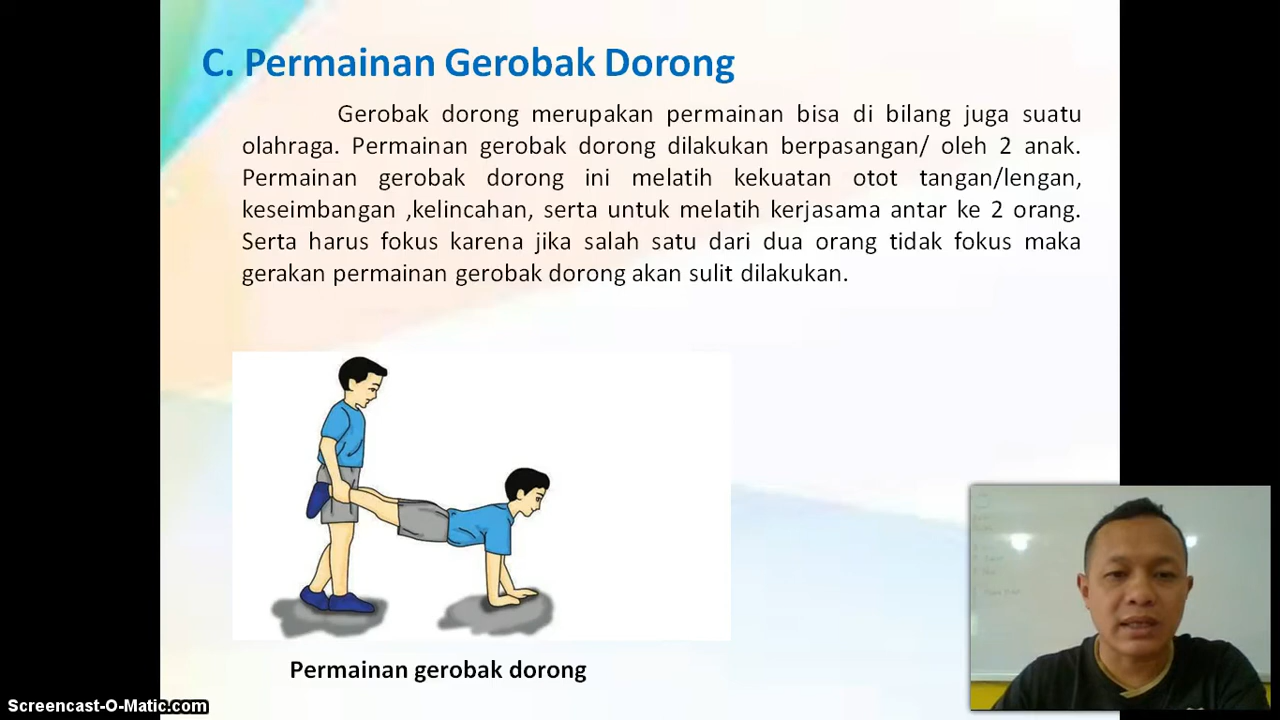 C. Permainan Gerobak Dorong
Gerobak dorong merupakan permainan bisa di bilang juga suatu
olahraga. Permainan gerobak dorong dilakukan berpasangan/ oleh 2 anak.
Permainan gerobak dorong ini melatih kekuatan otot tangan/lengan,
keseimbangan ,kelincahan, serta untuk melatih kerjasama antar ke 2 orang.
Serta harus fokus karena jika salah satu dari dua orang tidak fokus maka
gerakan permainan gerobak dorong akan sulit dilakukan.
Permainan gerobak dorong
Screencast-O-Matic.com